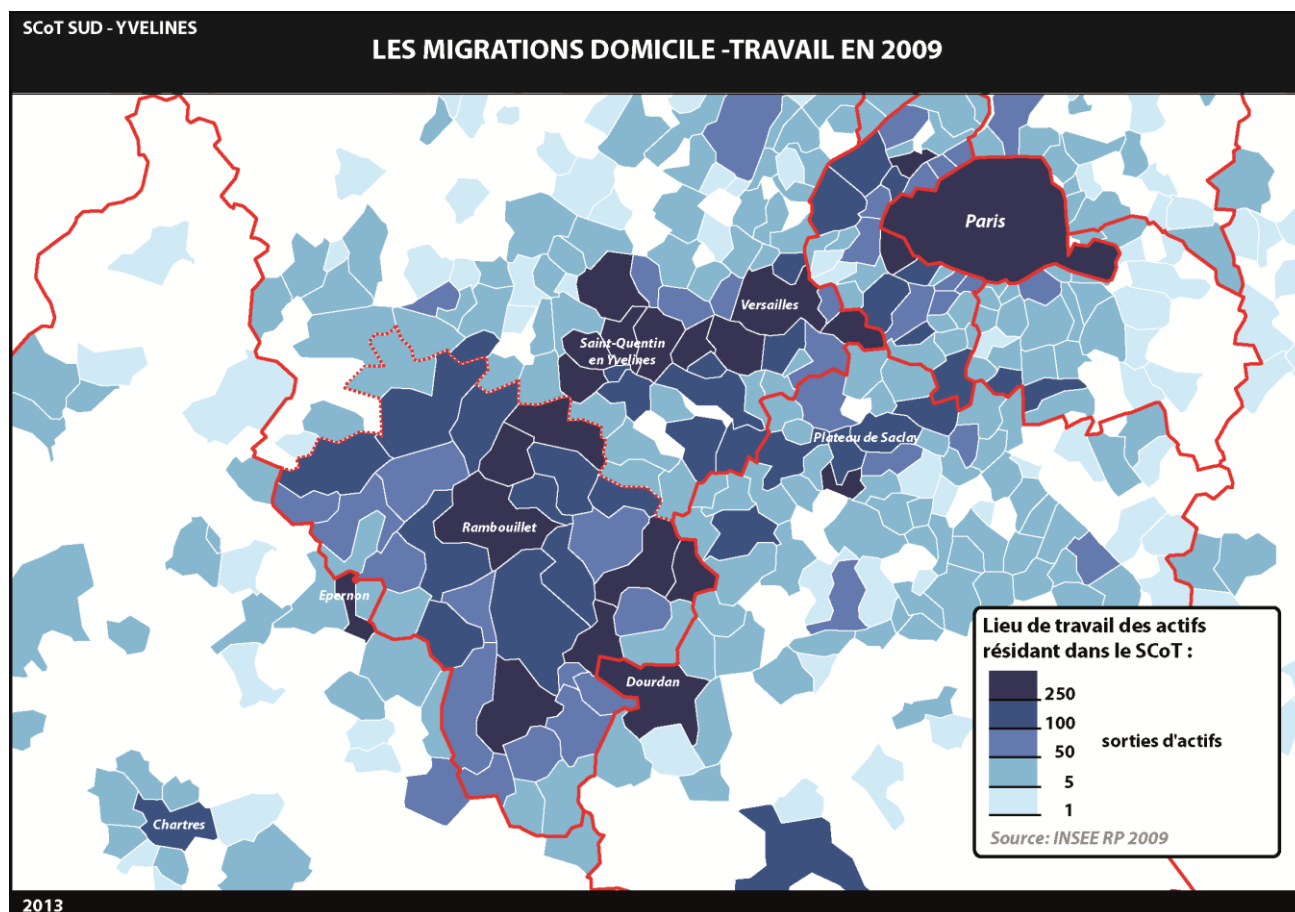 SCoT SUD - YVELINES
LES MIGRATIONS DOMICILE -TRAVAIL EN 2009
Paris
Versailles
Saint-Quentin
en Yvelines
Plateau de Saclay
Rambouillet
Epernon
Dourdan
Chartres
Lieu de travail des actifs
résidant dans le SCoT :
250
100
50
sorties d'actifs
5
1
Source: INSEE RP 2009
2013